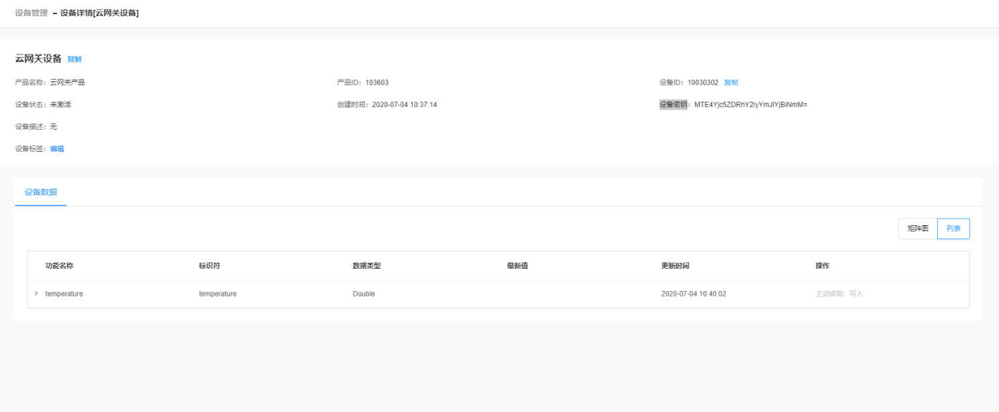 设备管理 – 设备详情[云网关设备]
云网关设备 复制
产品名称：云网关产品 产品ID：103603 设备ID：10030302 复制
设备状态：未激活 创建时间：2020-07-04 10:37:14 设备密钥：MTE4Yjc5ZDRhY2IyYmJlYjBiNmM=
设备描述：无
设备标签：编辑
设备数据
矩阵图 列表
功能名称 标识符 数据类型 最新值 更新时间 操作
temperature temperature Double 2020-07-04 10:40:02 主动读取 写入